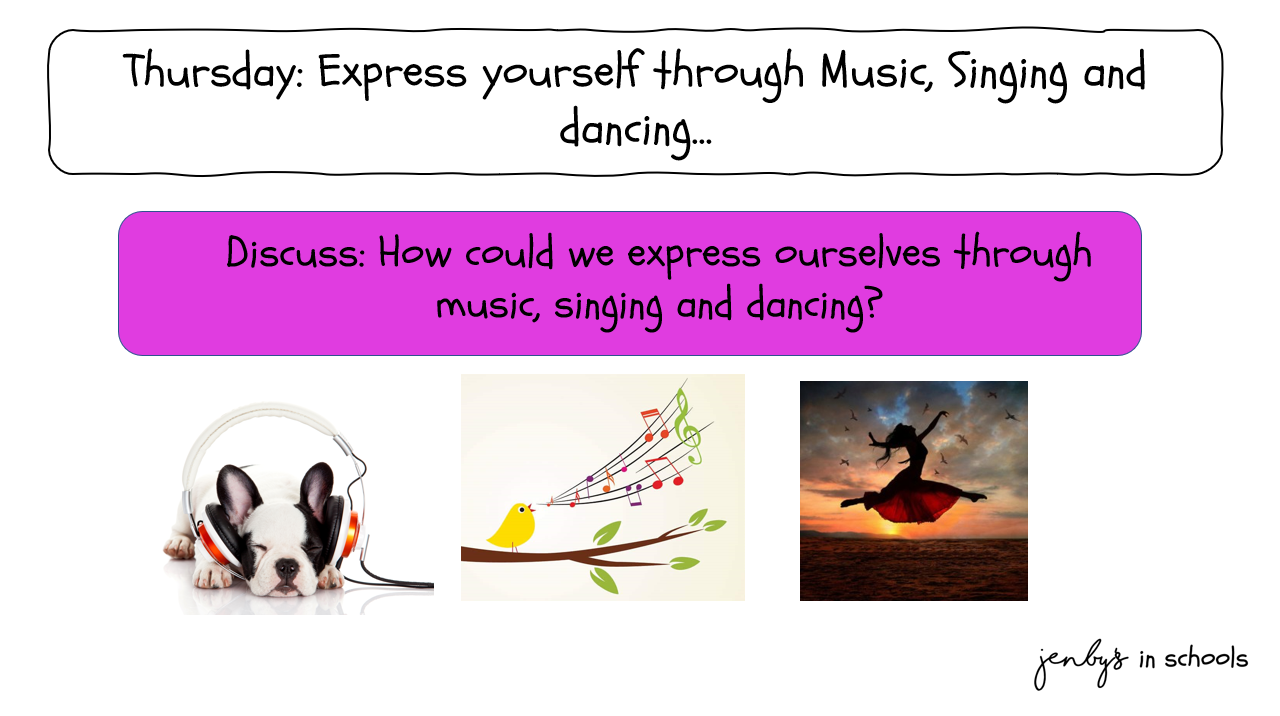 Thursday: Express yourself through Music, Singing and
dancing...
Discuss: How could we express ourselves through
music, singing and dancing?
jenby's in schools